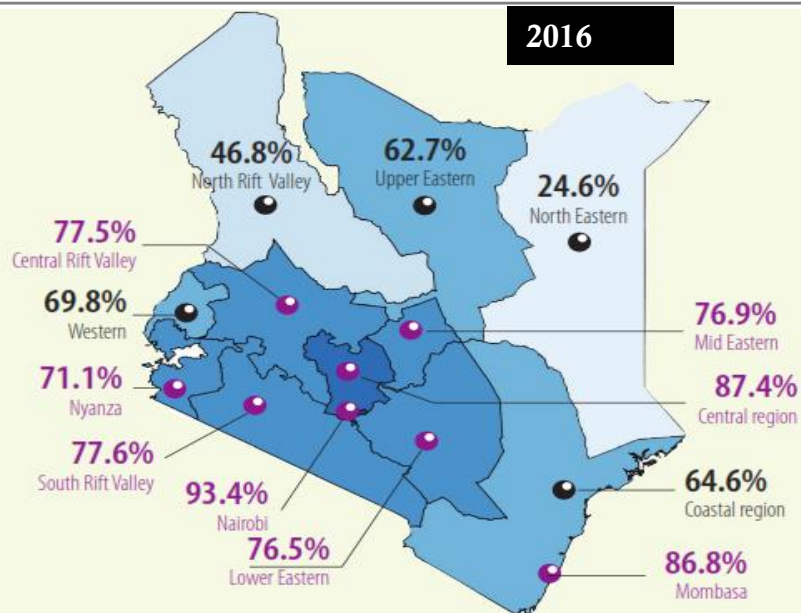 2016
46.8%
North Rift Valley
62.7%
Upper Eastern
24.6%
North Eastern
77.5%
Central Rift Valley
69.8%
Western
76.9%
Mid Eastern
71.1%
Nyanza
87.4%
Central region
77.6%
South Rift Valley
93.4%
Nairobi
64.6%
Coastal region
76.5%
Lower Eastern
86.8%
Mombasa